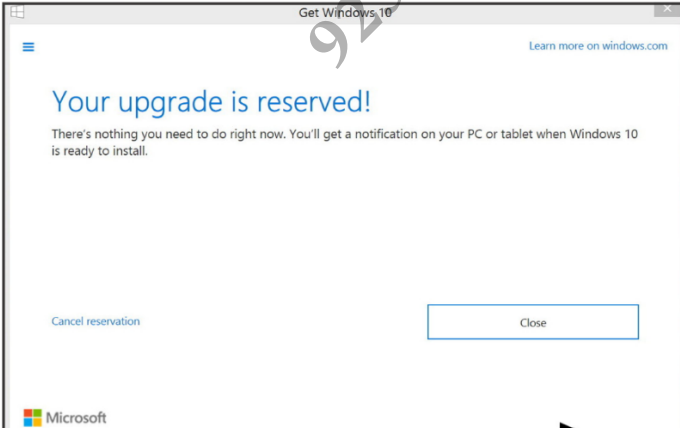 Get Windows 10
Learn more on windows.com
Your upgrade is reserved!
There's nothing you need to do right now. You'll get a notification on your PC or tablet when Windows 10
is ready to install.
Cancel reservation
Close
Microsoft